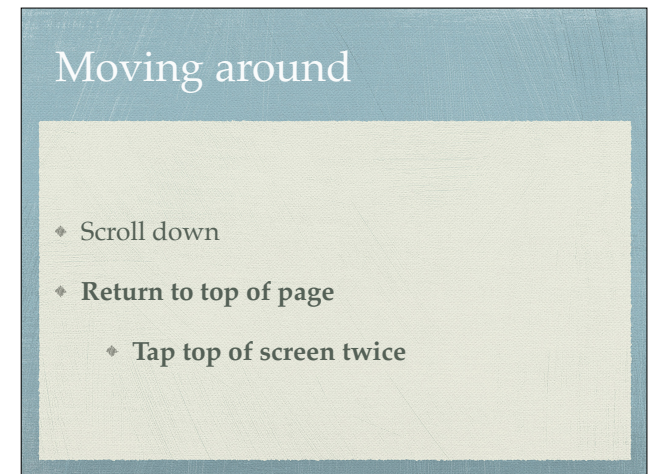 Moving around
Scroll down
Return to top of page
Tap top of screen twice